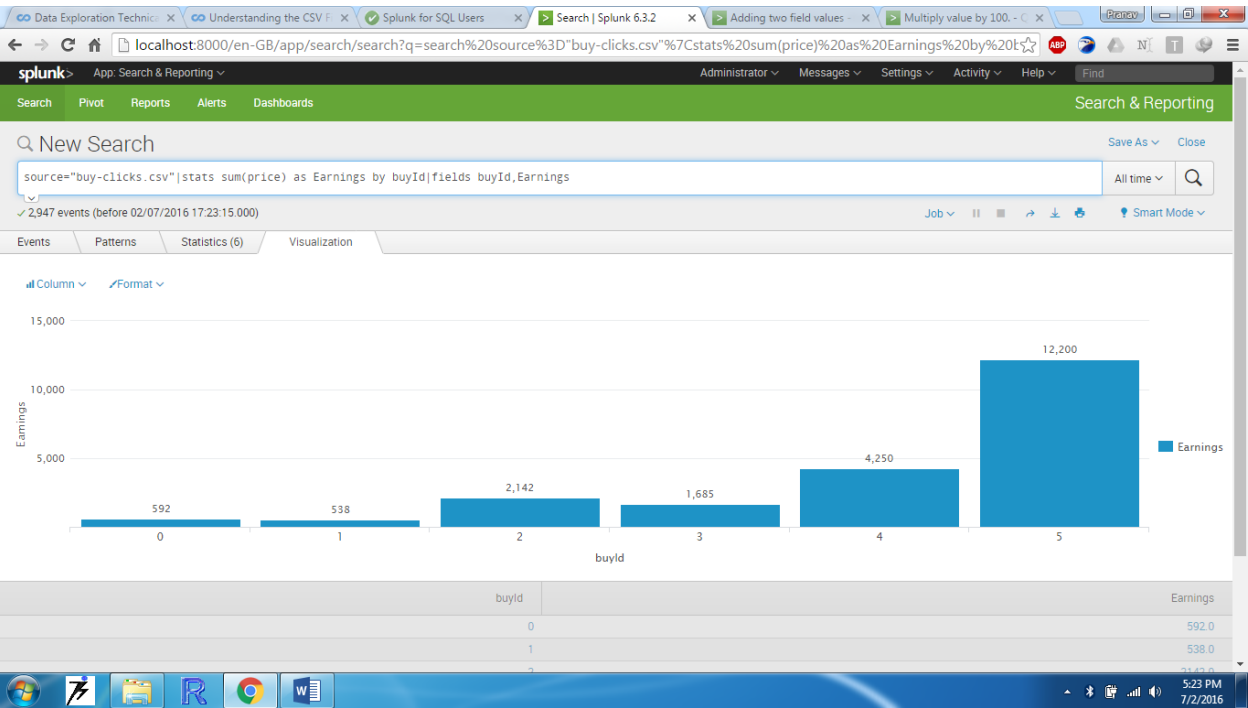 Data Exploration Technica
Understanding the CSV F
Splunk for SQL Users
Search | Splunk 6.3.2
Adding two field values -
Multiply value by 100. - Q
Pranav
localhost:8000/en-GB/app/search/search?q=search%20source%3D"buy-clicks.csv"%7Cstats%20sum(price)%20as%20Earnings%20by%20b
ABP
splunk> App: Search & Reporting
Administrator Messages Settings Activity Help Find
Search Pivot Reports Alerts Dashboards Search & Reporting
New Search Save As Close
source="buy-clicks.csv"|stats sum(price) as Earnings by buyId|fields buyId,Earnings All time
2,947 events (before 02/07/2016 17:23:15.000) Job Smart Mode
Events Patterns Statistics (6) Visualization
Column Format
15,000
12,200
10,000
Earnings
5,000
4,250
Earnings
2,142
1,685
592
538
0 1 2 3 4 5
buyId
buyId Earnings
0 592.0
1 538.0
2 2142.0
5:23 PM
7/2/2016